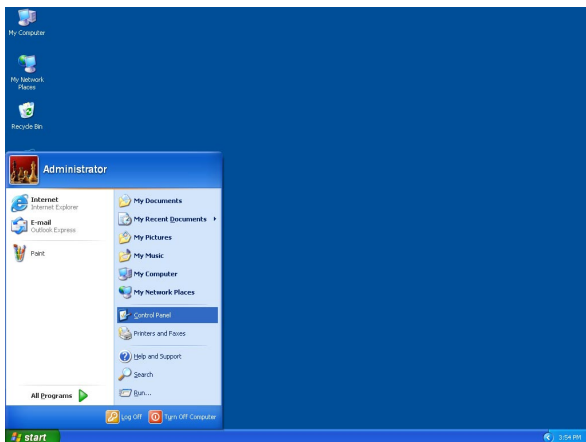 My Computer
My Network
Places
Recycle Bin
Administrator
Internet
Internet Explorer
E-mail
Outlook Express
Paint
All Programs
My Documents
My Recent Documents
My Pictures
My Music
My Computer
My Network Places
Control Panel
Printers and Faxes
Help and Support
Search
Run...
Log Off
Turn Off Computer
start
3:54 PM